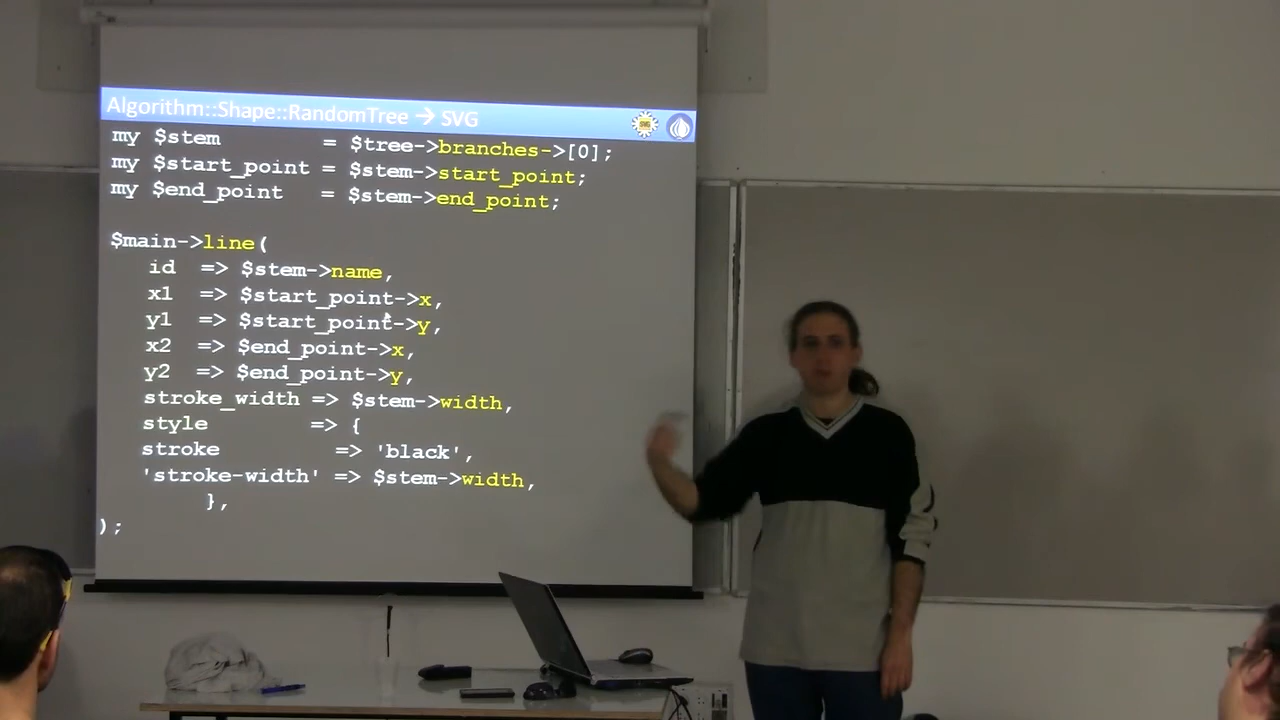 Algorithm::Shape::RandomTree → SVG
my $stem = $tree->branches->[0];
my $start_point = $stem->start_point;
my $end_point = $stem->end_point;
$main->line(
id => $stem->name,
x1 => $start_point->x,
y1 => $start_point->y,
x2 => $end_point->x,
y2 => $end_point->y,
stroke_width => $stem->width,
style => {
stroke => 'black',
'stroke-width' => $stem->width,
},
);